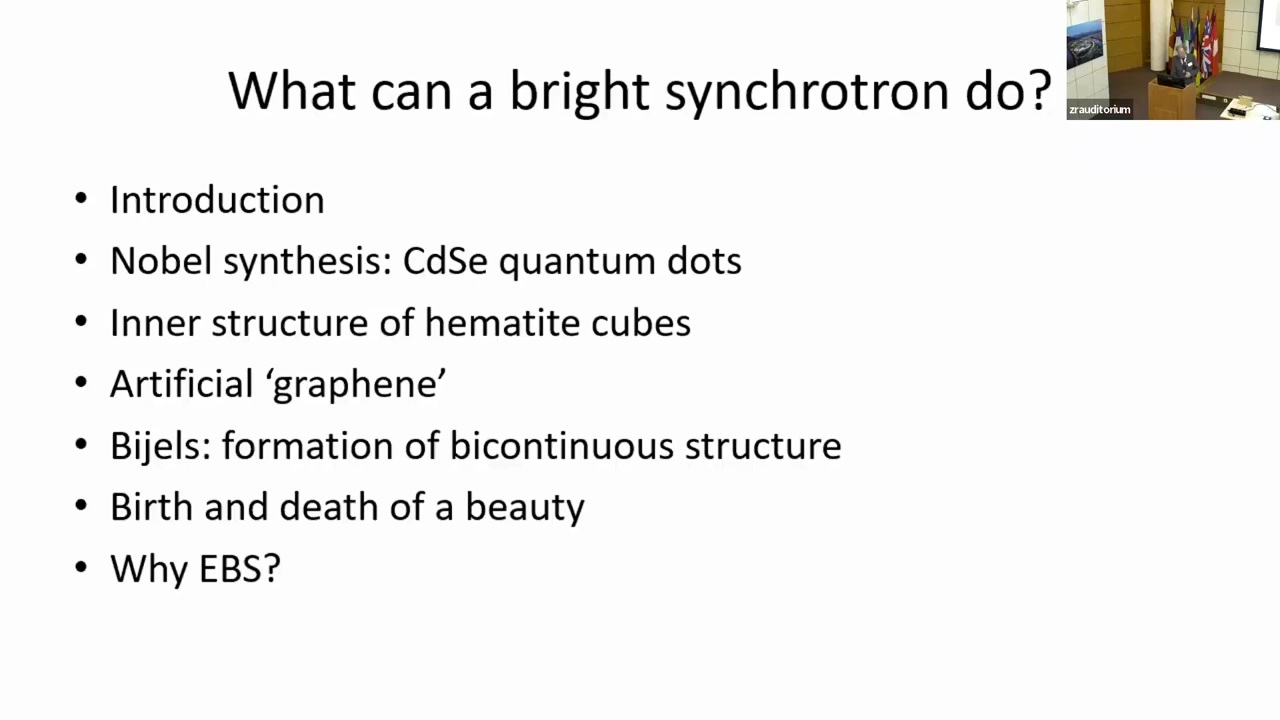 What can a bright synchrotron do?
zrauditorium
• Introduction
• Nobel synthesis: CdSe quantum dots
• Inner structure of hematite cubes
• Artificial ‘graphene’
• Bijels: formation of bicontinuous structure
• Birth and death of a beauty
• Why EBS?